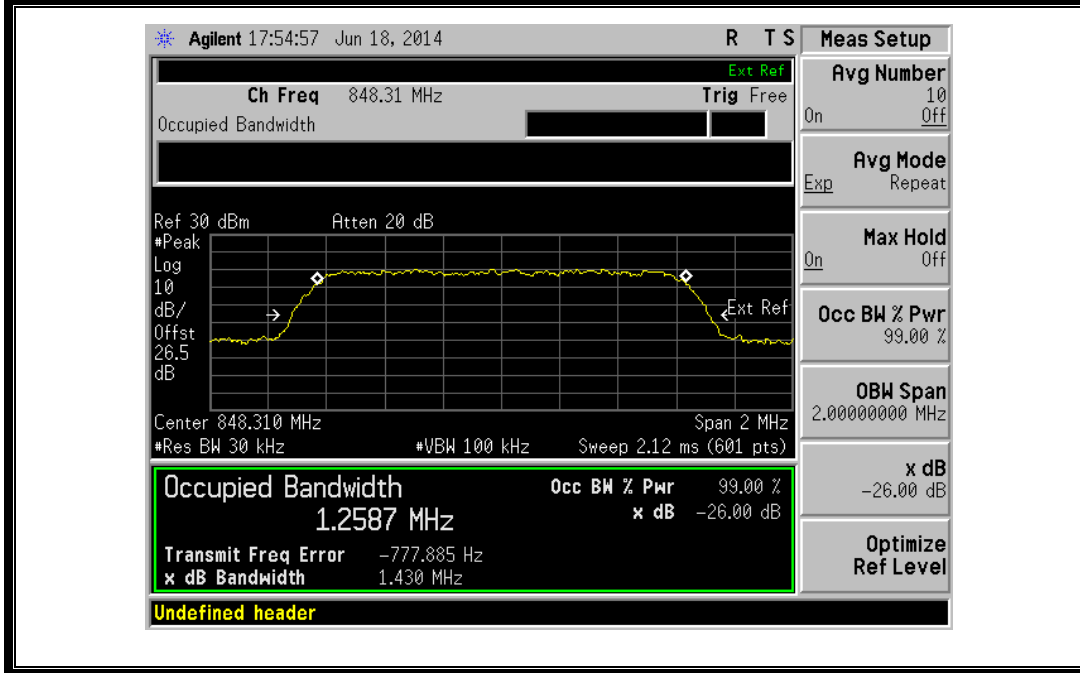 Agilent 17:54:57 Jun 18, 2014 R T S
Meas Setup
Ext Ref
Ch Freq 848.31 MHz Trig Free
Occupied Bandwidth
Ref 30 dBm Atten 20 dB
#Peak
Log
10
dB/
Offst
26.5
dB
Ext Ref
Center 848.310 MHz Span 2 MHz
#Res BW 30 kHz #VBW 100 kHz Sweep 2.12 ms (601 pts)
Occupied Bandwidth
1.2587 MHz
Occ BW % Pwr 99.00 %
x dB -26.00 dB
Transmit Freq Error -777.885 Hz
x dB Bandwidth 1.430 MHz
Undefined header
Avg Number
10
On Off
Avg Mode
Exp Repeat
Max Hold
On Off
Occ BW % Pwr
99.00 %
OBW Span
2.00000000 MHz
x dB
-26.00 dB
Optimize
Ref Level